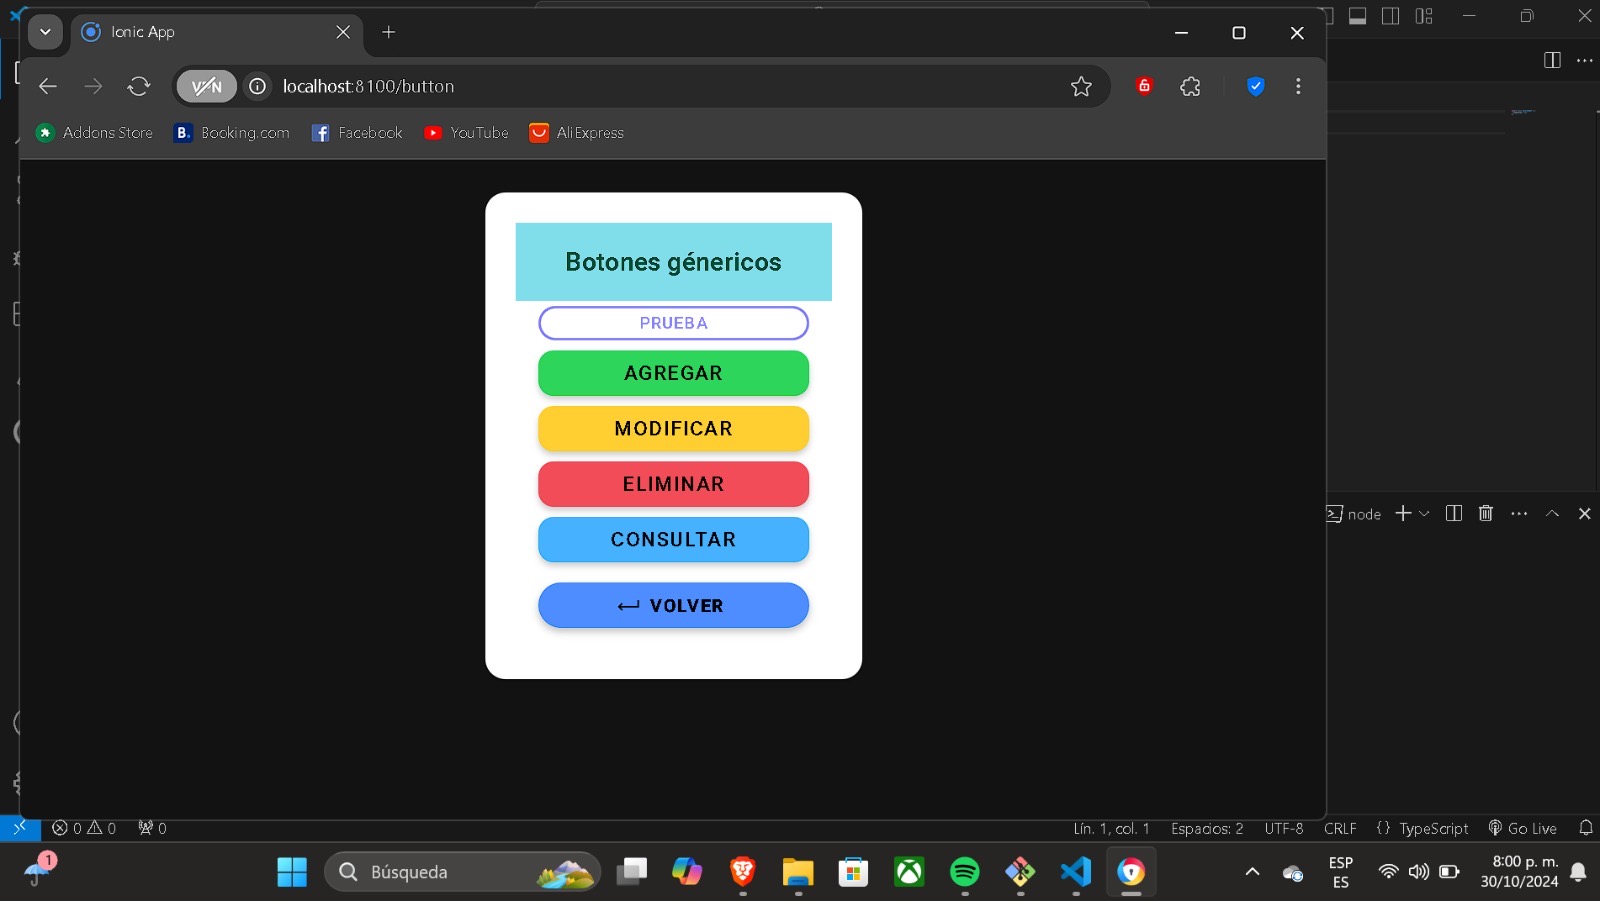 Ionic App
VPN
localhost:8100/button
Addons Store
B. Booking.com
Facebook
YouTube
AliExpress
Botones génericos
PRUEBA
AGREGAR
MODIFICAR
ELIMINAR
CONSULTAR
VOLVER
node
0 0 0
Lín. 1, col. 1
Espacios: 2
UTF-8
CRLF
{} TypeScript
Go Live
1
Búsqueda
ESP
ES
8:00 p. m.
30/10/2024